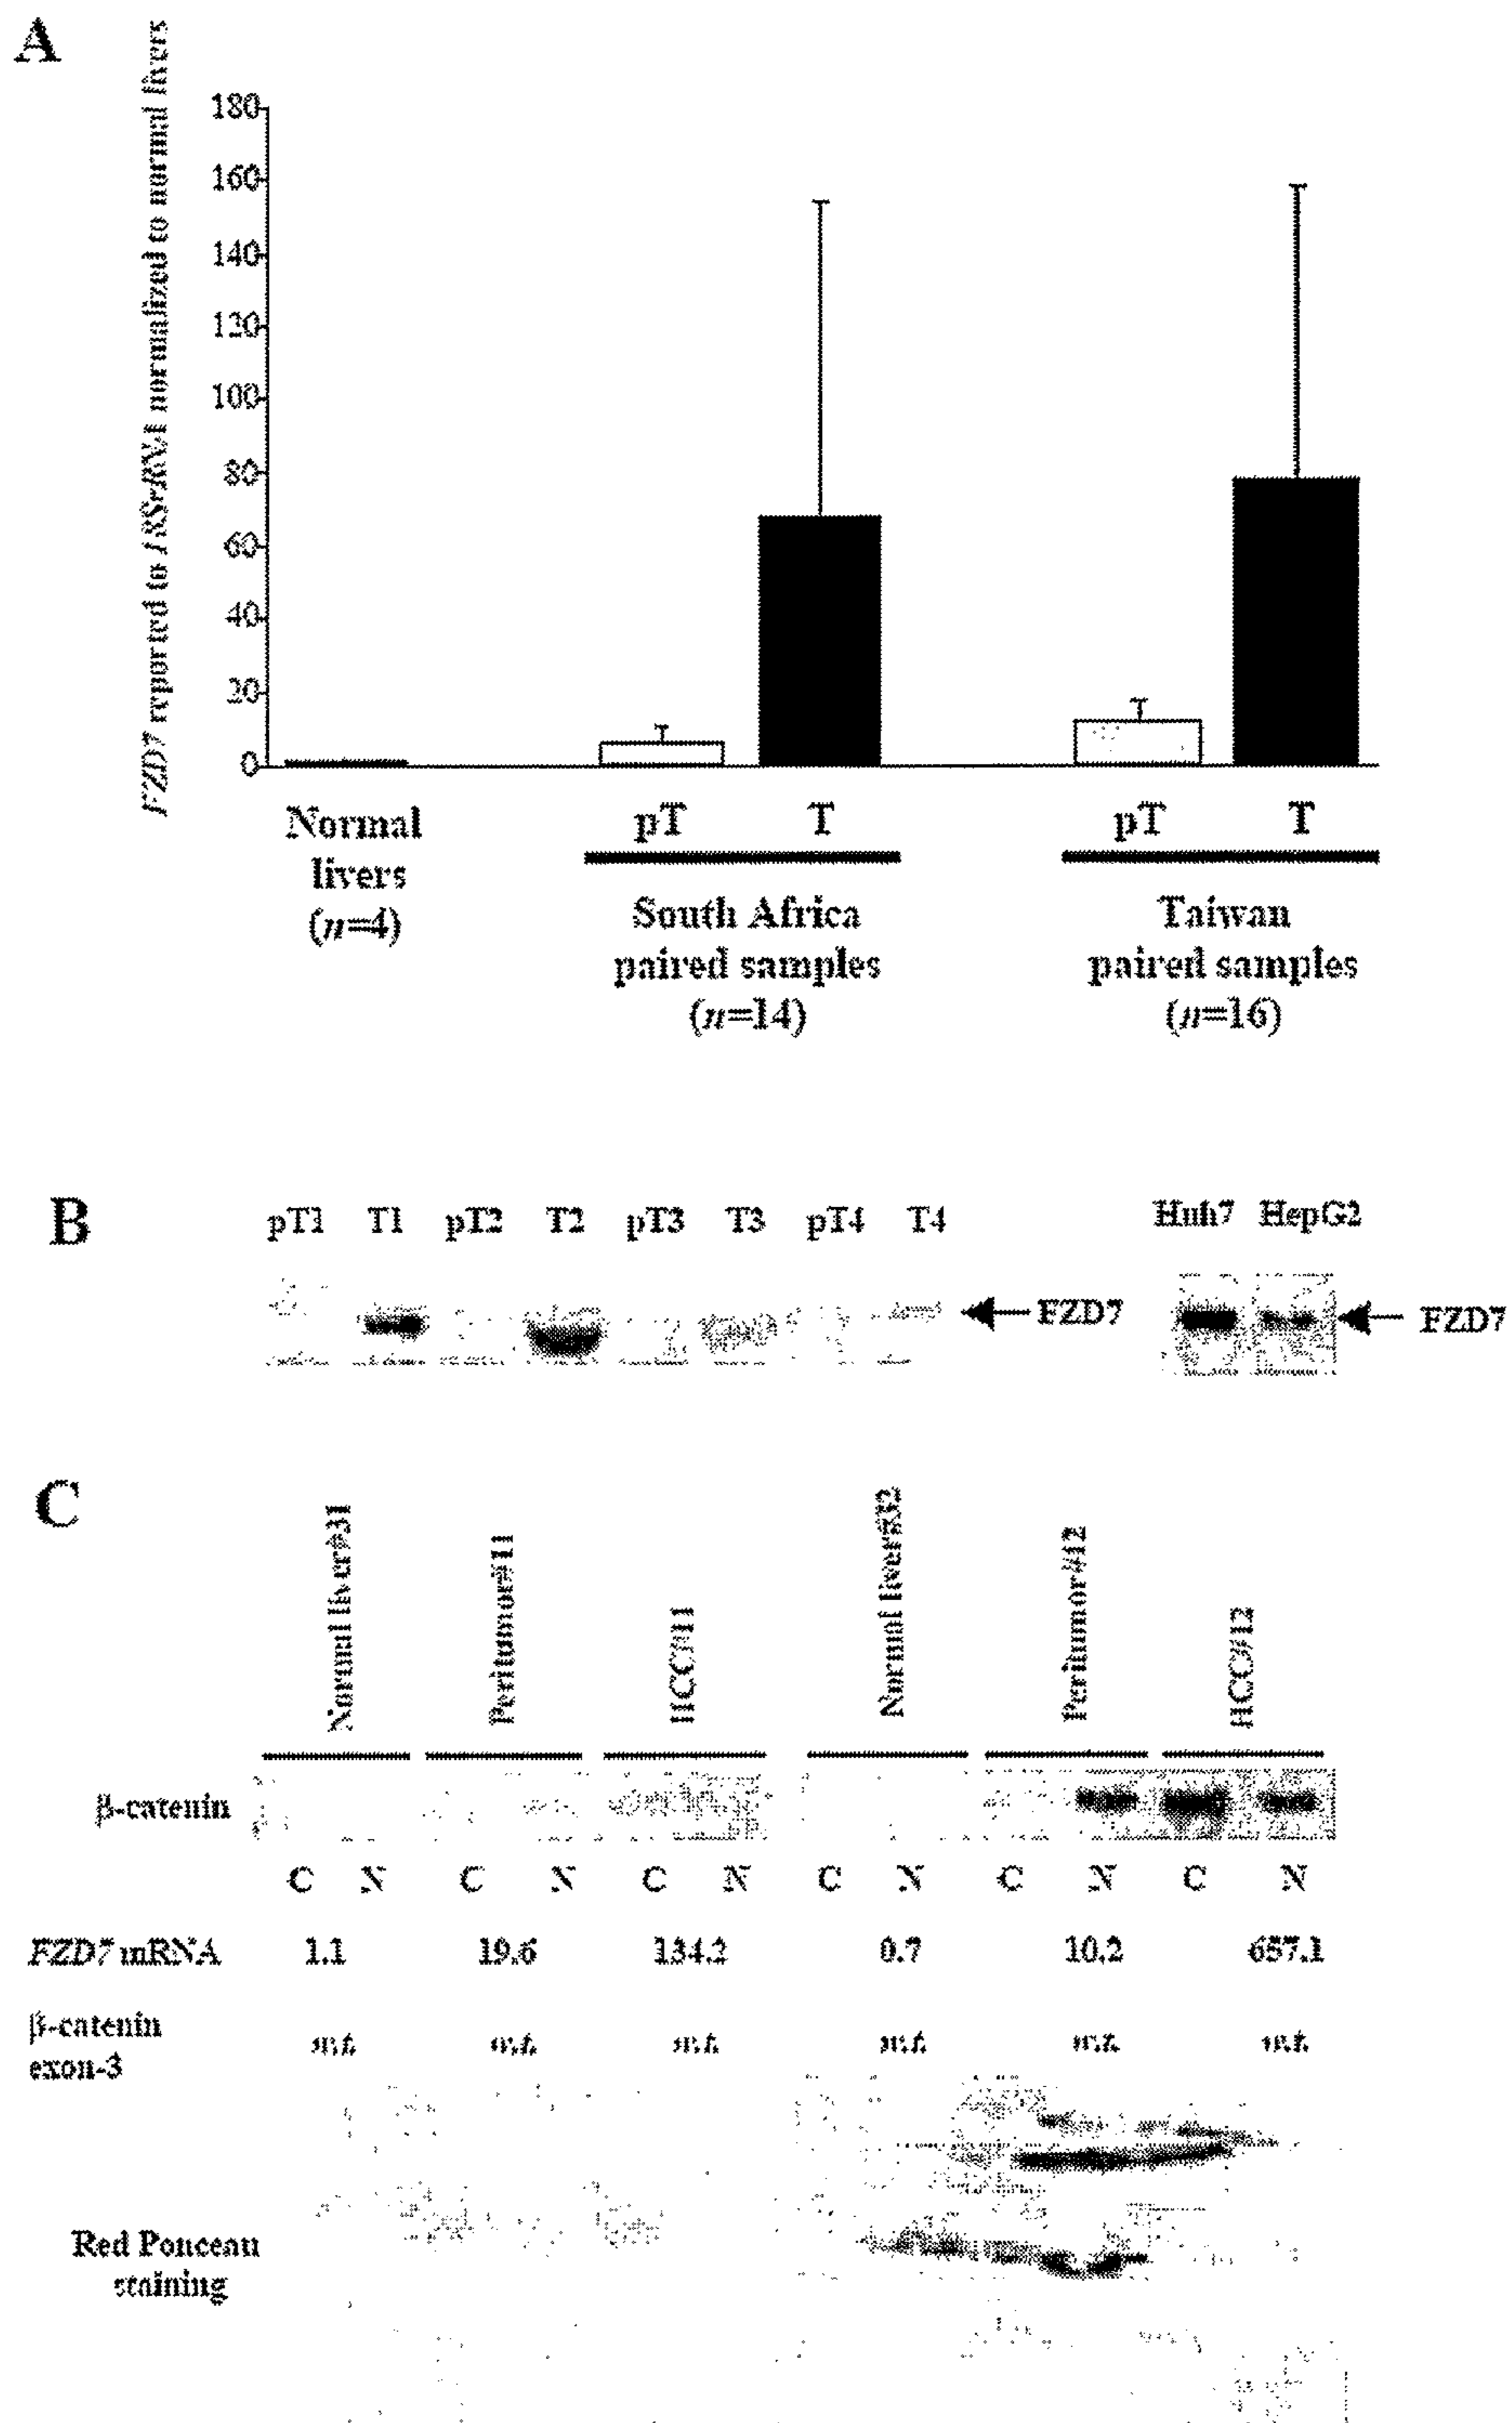 A
FZD7 reported to 18SrRNA normalized to normal livers
180
160
140
120
100
80
60
40
20
0
Normal livers (n=4)
pT T
South Africa paired samples (n=14)
pT T
Taiwan paired samples (n=16)
B
pT1 T1 pT2 T2 pT3 T3 pT4 T4
FZD7
Huh7 HepG2
FZD7
C
Normal liver#31
Peritumor#11
HCC#11
Normal liver#32
Peritumor#12
HCC#12
β-catenin
C N C N C N C N C N C N
FZD7 mRNA 1.1 19.6 134.2 0.7 10.2 657.1
β-catenin exon-3 w.t. w.t. w.t. w.t. w.t. w.t.
Red Ponceau staining